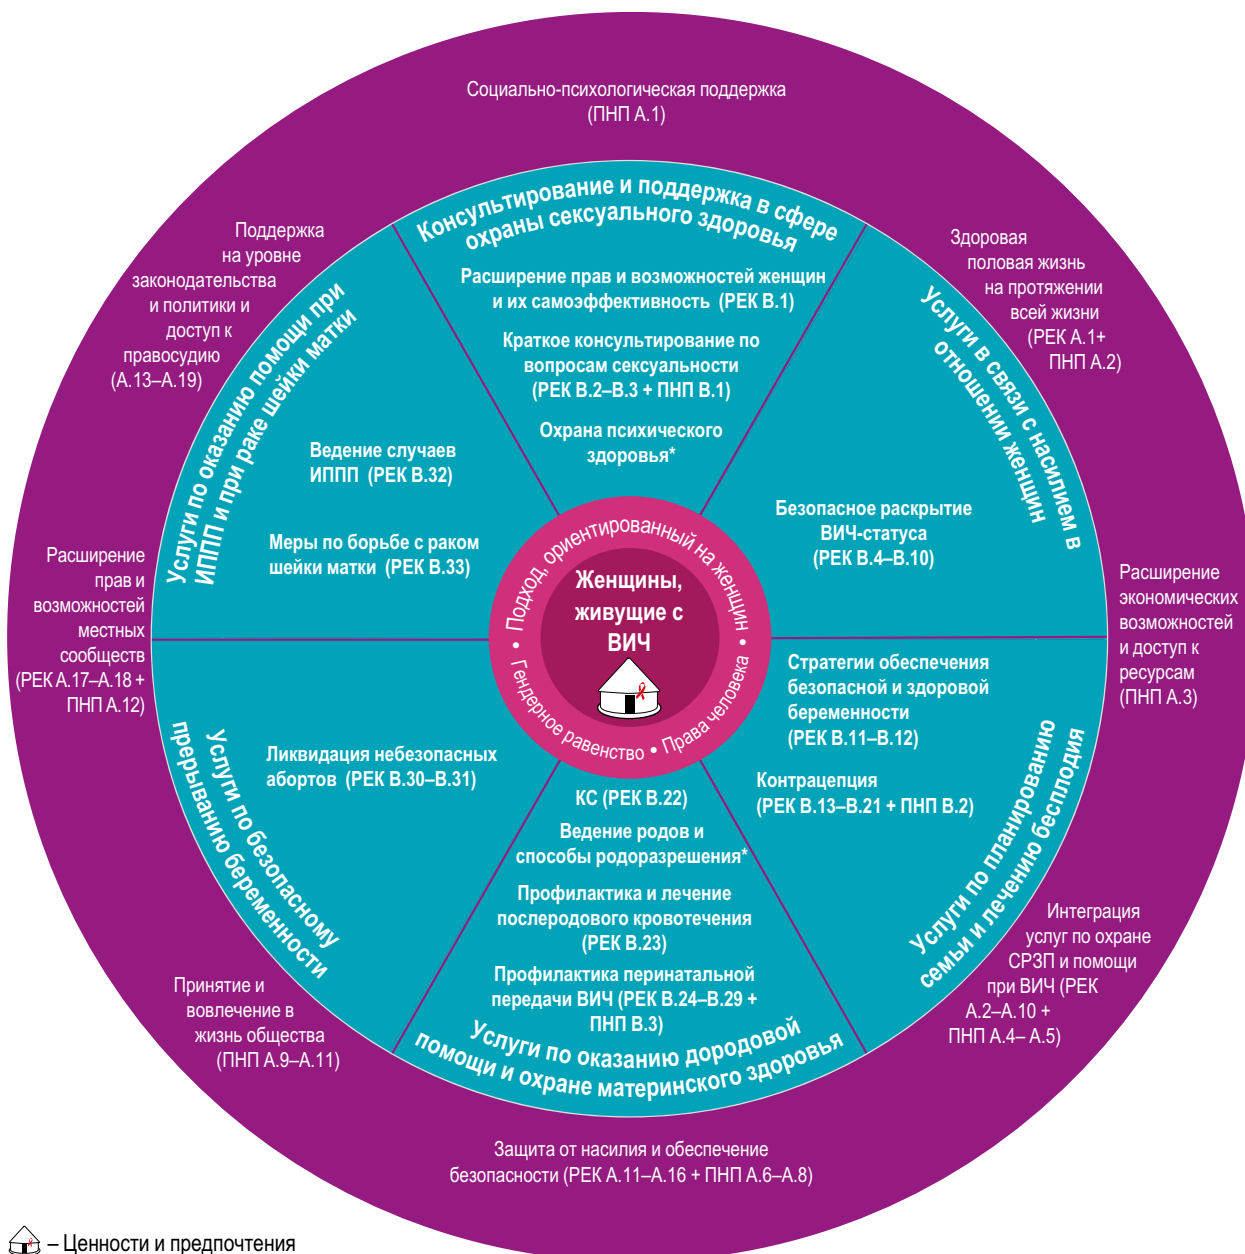 Социально-психологическая поддержка
(ПНП A.1)
Здоровая
половая жизнь
на протяжении
всей жизни
(РЕК A.1+
ПНП A.2)
Расширение
экономических
возможностей
и доступ к
ресурсам
(ПНП A.3)
Интеграция
услуг по охране
СРЗП и помощи
при ВИЧ (РЕК
A.2–A.10 +
ПНП A.4– A.5)
Защита от насилия и обеспечение
безопасности (РЕК A.11–A.16 + ПНП A.6–A.8)
Принятие и
вовлечение в
жизнь общества
(ПНП A.9–A.11)
Расширение
прав и
возможностей
местных
сообществ
(РЕК A.17–A.18 +
ПНП A.12)
Поддержка
на уровне
законодательства
и политики и
доступ к
правосудию
(A.13–A.19)
Консультирование и поддержка в сфере
охраны сексуального здоровья
Расширение прав и возможностей женщин
и их самоэффективность (РЕК B.1)
Краткое консультирование по
вопросам сексуальности
(РЕК B.2–B.3 + ПНП B.1)
Охрана психического
здоровья*
Услуги в связи с насилием в
отношении женщин
Безопасное раскрытие
ВИЧ-статуса
(РЕК B.4–B.10)
Стратегии обеспечения
безопасной и здоровой
беременности
(РЕК B.11–B.12)
Контрацепция
(РЕК B.13–B.21 + ПНП B.2)
Услуги по планированию
семьи и лечению бесплодия
КС (РЕК B.22)
Ведение родов и
способы родоразрешения*
Профилактика и лечение
послеродового кровотечения
(РЕК B.23)
Профилактика перинатальной
передачи ВИЧ (РЕК B.24–B.29 +
ПНП B.3)
Услуги по оказанию дородовой
помощи и охране материнского здоровья
Ликвидация небезопасных
абортов (РЕК B.30–B.31)
Услуги по безопасному
прерыванию беременности
Услуги по оказанию помощи при
ИППП и при раке шейки матки
Ведение случаев
ИППП (РЕК B.32)
Меры по борьбе с раком
шейки матки (РЕК B.33)
• Подход, ориентированный на женщин •
Гендерное равенство • Права человека
Женщины,
живущие с
ВИЧ
– Ценности и предпочтения